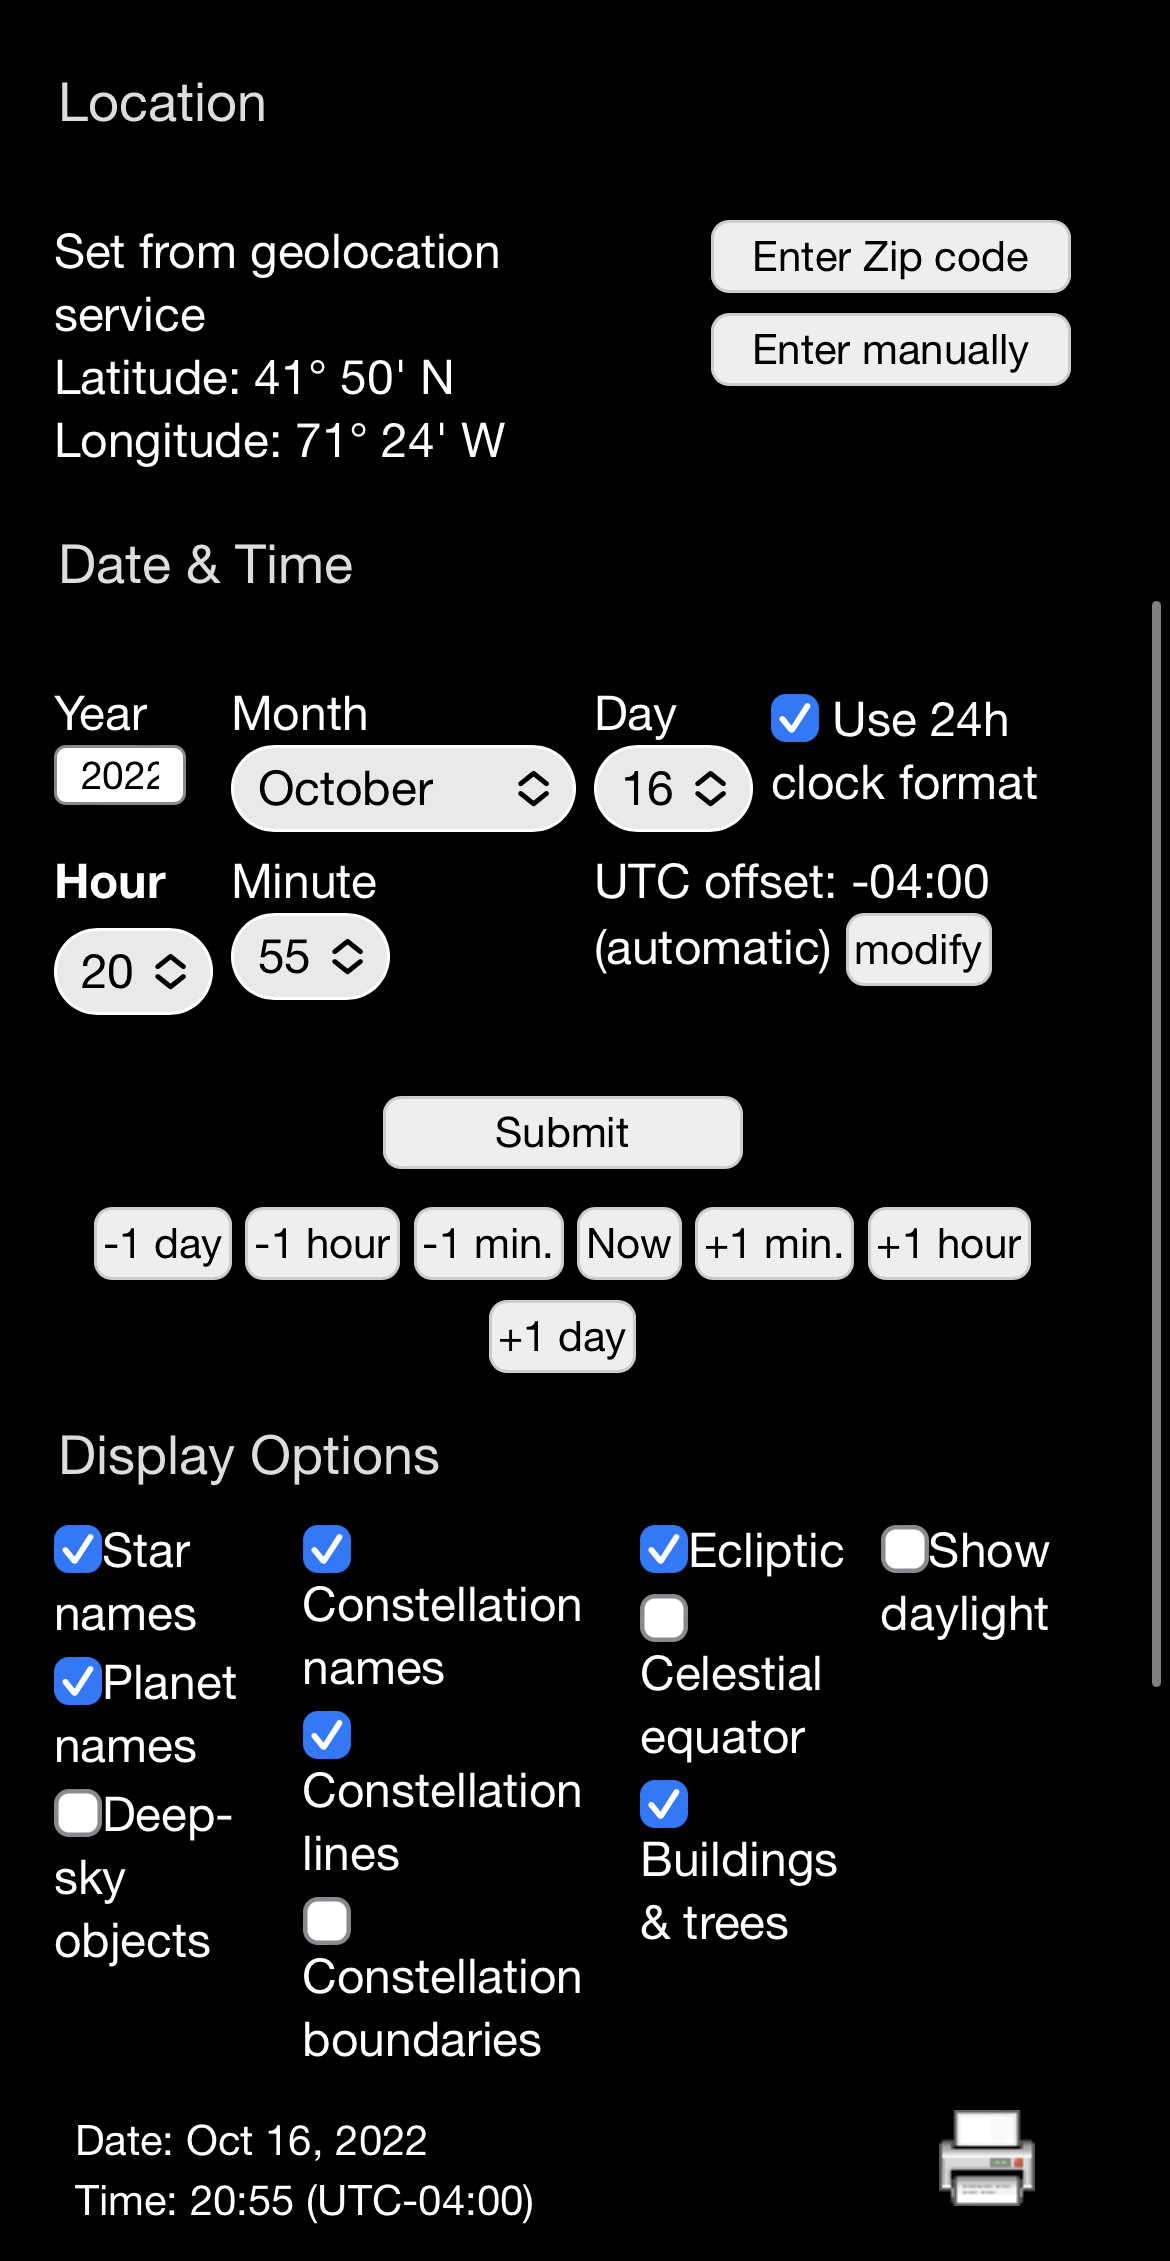 Location
Set from geolocation
service
Latitude: 41° 50' N
Longitude: 71° 24' W
Enter Zip code
Enter manually
Date & Time
Year
2022
Month
October
Day
16
Use 24h
clock format
Hour
20
Minute
55
UTC offset: -04:00
(automatic) modify
Submit
-1 day -1 hour -1 min. Now +1 min. +1 hour
+1 day
Display Options
Star
names
Planet
names
Deep-
sky
objects
Constellation
names
Constellation
lines
Constellation
boundaries
Ecliptic
Celestial
equator
Buildings
& trees
Show
daylight
Date: Oct 16, 2022
Time: 20:55 (UTC-04:00)